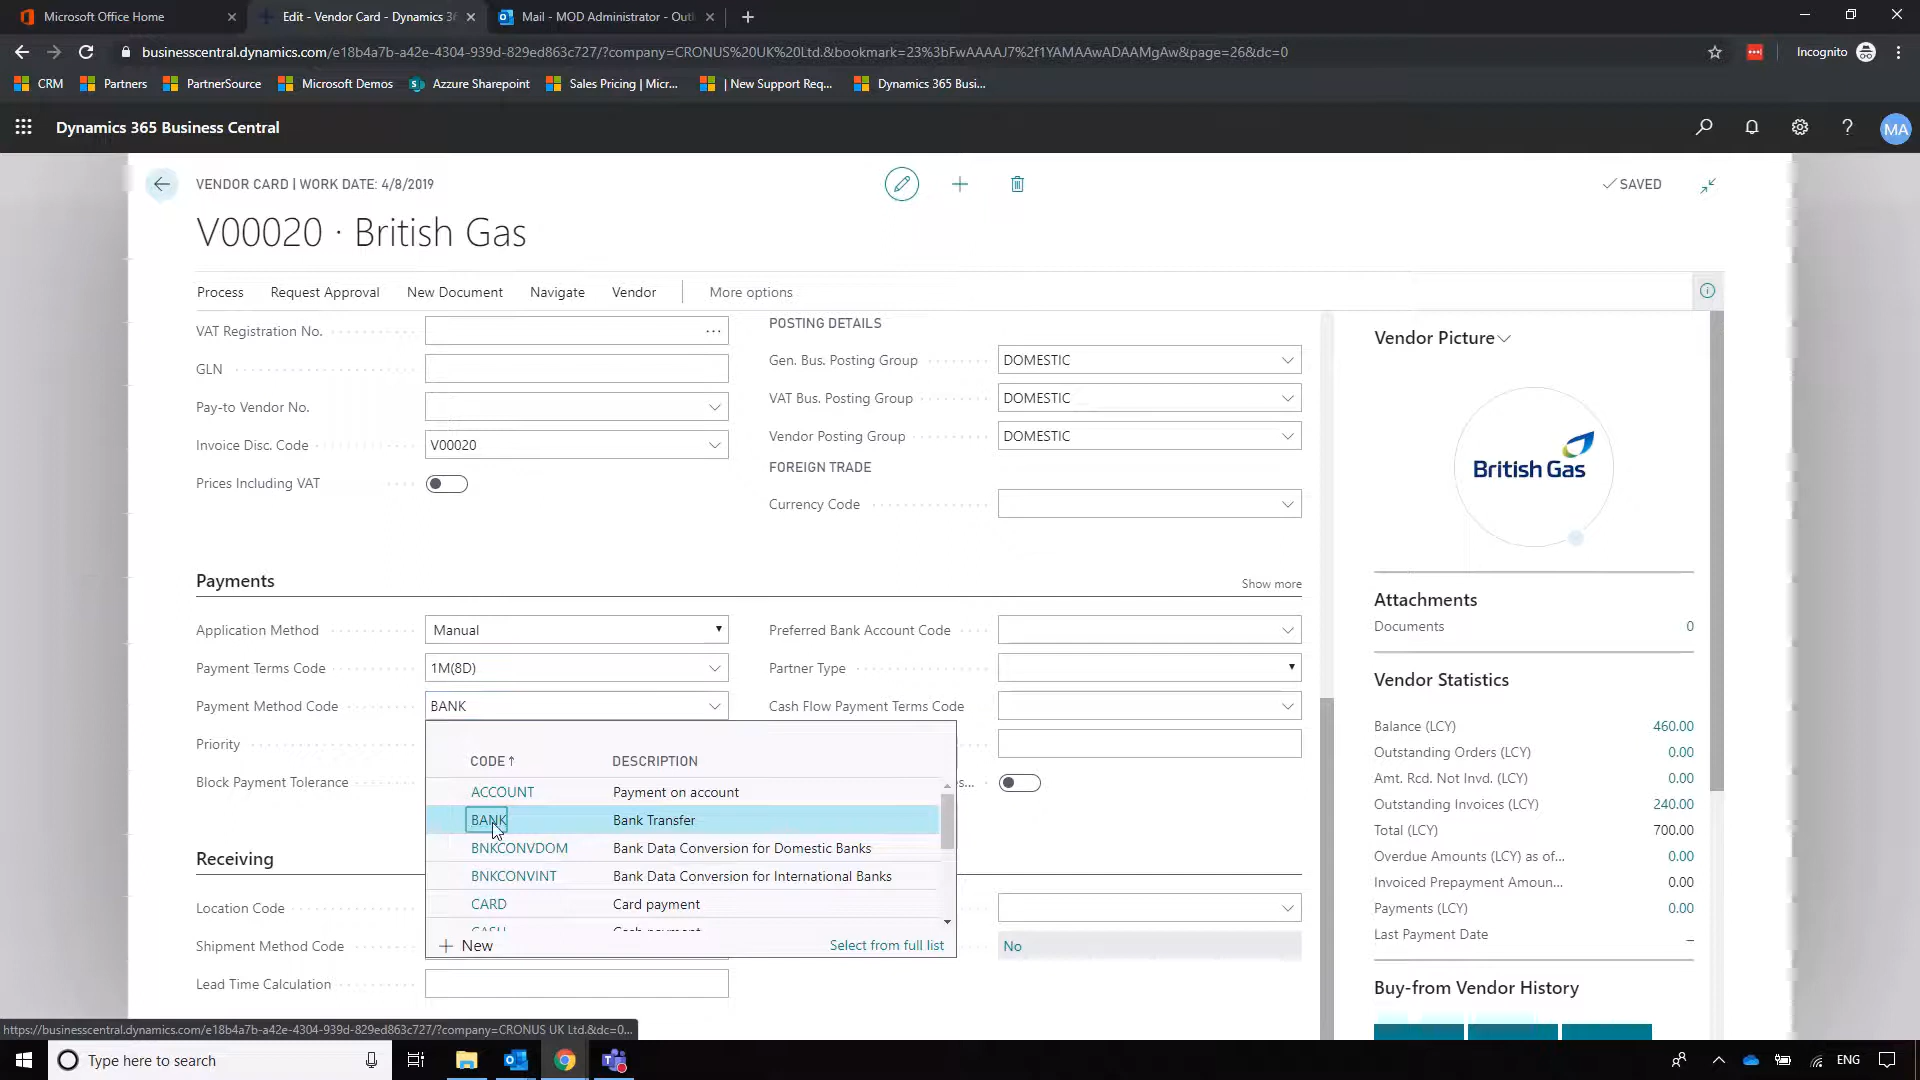 Microsoft Office Home
Edit - Vendor Card - Dynamics 36
Mail - MOD Administrator - Outl
businesscentral.dynamics.com/e18b4a7b-a42e-4304-939d-829ed863c727/?company=CRONUS%20UK%20Ltd.&bookmark=23%3bFwAAAAJ7%2f1YAMAAwADAAMgAw&page=26&dc=0
Incognito
CRM
Partners
PartnerSource
Microsoft Demos
Azzure Sharepoint
Sales Pricing | Micr...
| New Support Req...
Dynamics 365 Busi...
Dynamics 365 Business Central
MA
VENDOR CARD | WORK DATE: 4/8/2019
SAVED
V00020 · British Gas
Process
Request Approval
New Document
Navigate
Vendor
More options
VAT Registration No.
GLN
Pay-to Vendor No.
Invoice Disc. Code
V00020
Prices Including VAT
POSTING DETAILS
Gen. Bus. Posting Group
DOMESTIC
VAT Bus. Posting Group
DOMESTIC
Vendor Posting Group
DOMESTIC
FOREIGN TRADE
Currency Code
Payments
Show more
Application Method
Manual
Payment Terms Code
1M(8D)
Payment Method Code
BANK
Priority
Block Payment Tolerance
Preferred Bank Account Code
Partner Type
Cash Flow Payment Terms Code
s...
CODE↑
DESCRIPTION
ACCOUNT
Payment on account
BANK
Bank Transfer
BNKCONVDOM
Bank Data Conversion for Domestic Banks
BNKCONVINT
Bank Data Conversion for International Banks
CARD
Card payment
CASH
Cash payment
New
Select from full list
Receiving
Location Code
Shipment Method Code
Lead Time Calculation
No
Vendor Picture
British Gas
Attachments
Documents
0
Vendor Statistics
Balance (LCY)
460.00
Outstanding Orders (LCY)
0.00
Amt. Rcd. Not Invd. (LCY)
0.00
Outstanding Invoices (LCY)
240.00
Total (LCY)
700.00
Overdue Amounts (LCY) as of...
0.00
Invoiced Prepayment Amoun...
0.00
Payments (LCY)
0.00
Last Payment Date
_
Buy-from Vendor History
https://businesscentral.dynamics.com/e18b4a7b-a42e-4304-939d-829ed863c727/?company=CRONUS UK Ltd.&dc=0...
Type here to search
ENG